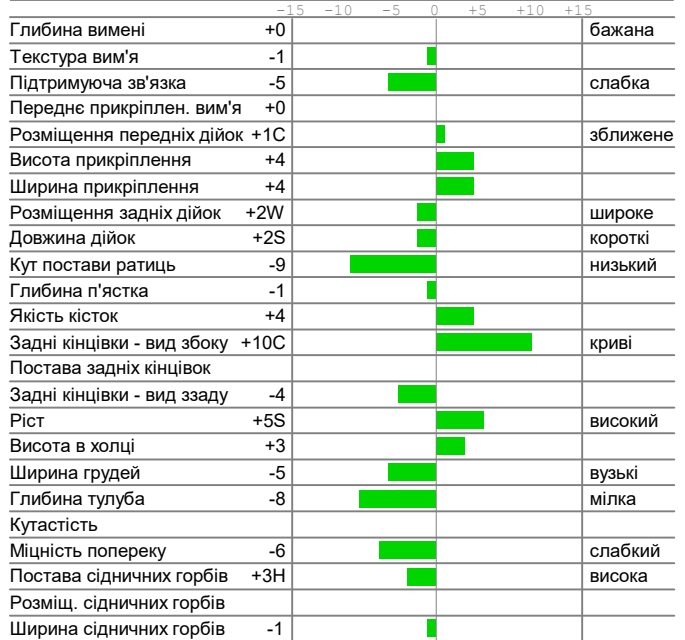 -15 -10 -5 0 +5 +10 +15
Глибина вимені +0 бажана
Текстура вим'я -1
Підтримуюча зв'язка -5 слабка
Переднє прикріплен. вим'я +0
Розміщення передніх дійок +1C зближене
Висота прикріплення +4
Ширина прикріплення +4
Розміщення задніх дійок +2W широке
Довжина дійок +2S короткі
Кут постави ратиць -9 низький
Глибина п'ястка -1
Якість кісток +4
Задні кінцівки - вид збоку +10C криві
Постава задніх кінцівок
Задні кінцівки - вид ззаду -4
Ріст +5S високий
Висота в холці +3
Ширина грудей -5 вузькі
Глибина тулуба -8 мілка
Кутастість
Міцність попереку -6 слабкий
Постава сідничних горбів +3H висока
Розміщ. сідничних горбів
Ширина сідничних горбів -1